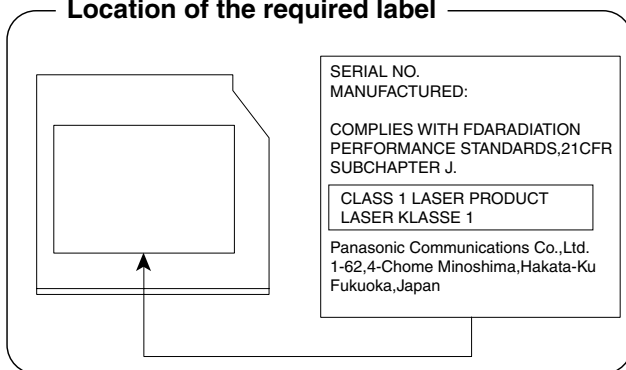 Location of the required label
SERIAL NO.
MANUFACTURED:
COMPLIES WITH FDARADIATION
PERFORMANCE STANDARDS,21CFR
SUBCHAPTER J.
CLASS 1 LASER PRODUCT
LASER KLASSE 1
Panasonic Communications Co.,Ltd.
1-62,4-Chome Minoshima,Hakata-Ku
Fukuoka,Japan